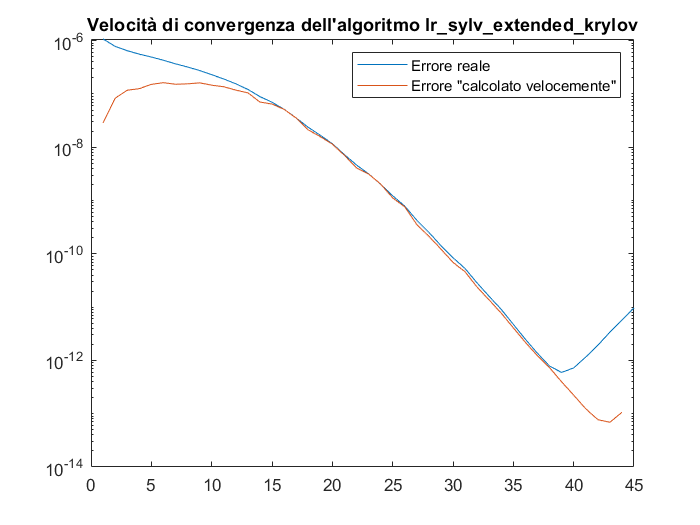 Velocità di convergenza dell'algoritmo lr_sylv_extended_krylov
Errore reale
Errore "calcolato velocemente"
10^-6
10^-8
10^-10
10^-12
10^-14
0 5 10 15 20 25 30 35 40 45